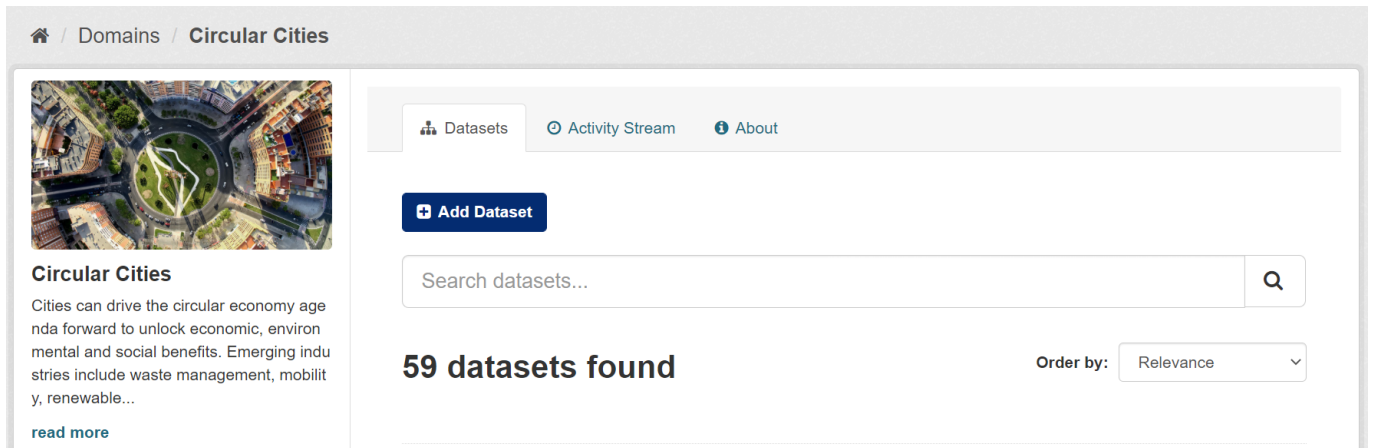 / Domains / Circular Cities
Datasets
Activity Stream
About
Add Dataset
Search datasets...
59 datasets found
Order by: Relevance
Circular Cities
Cities can drive the circular economy age
nda forward to unlock economic, environ
mental and social benefits. Emerging indu
stries include waste management, mobilit
y, renewable...
read more